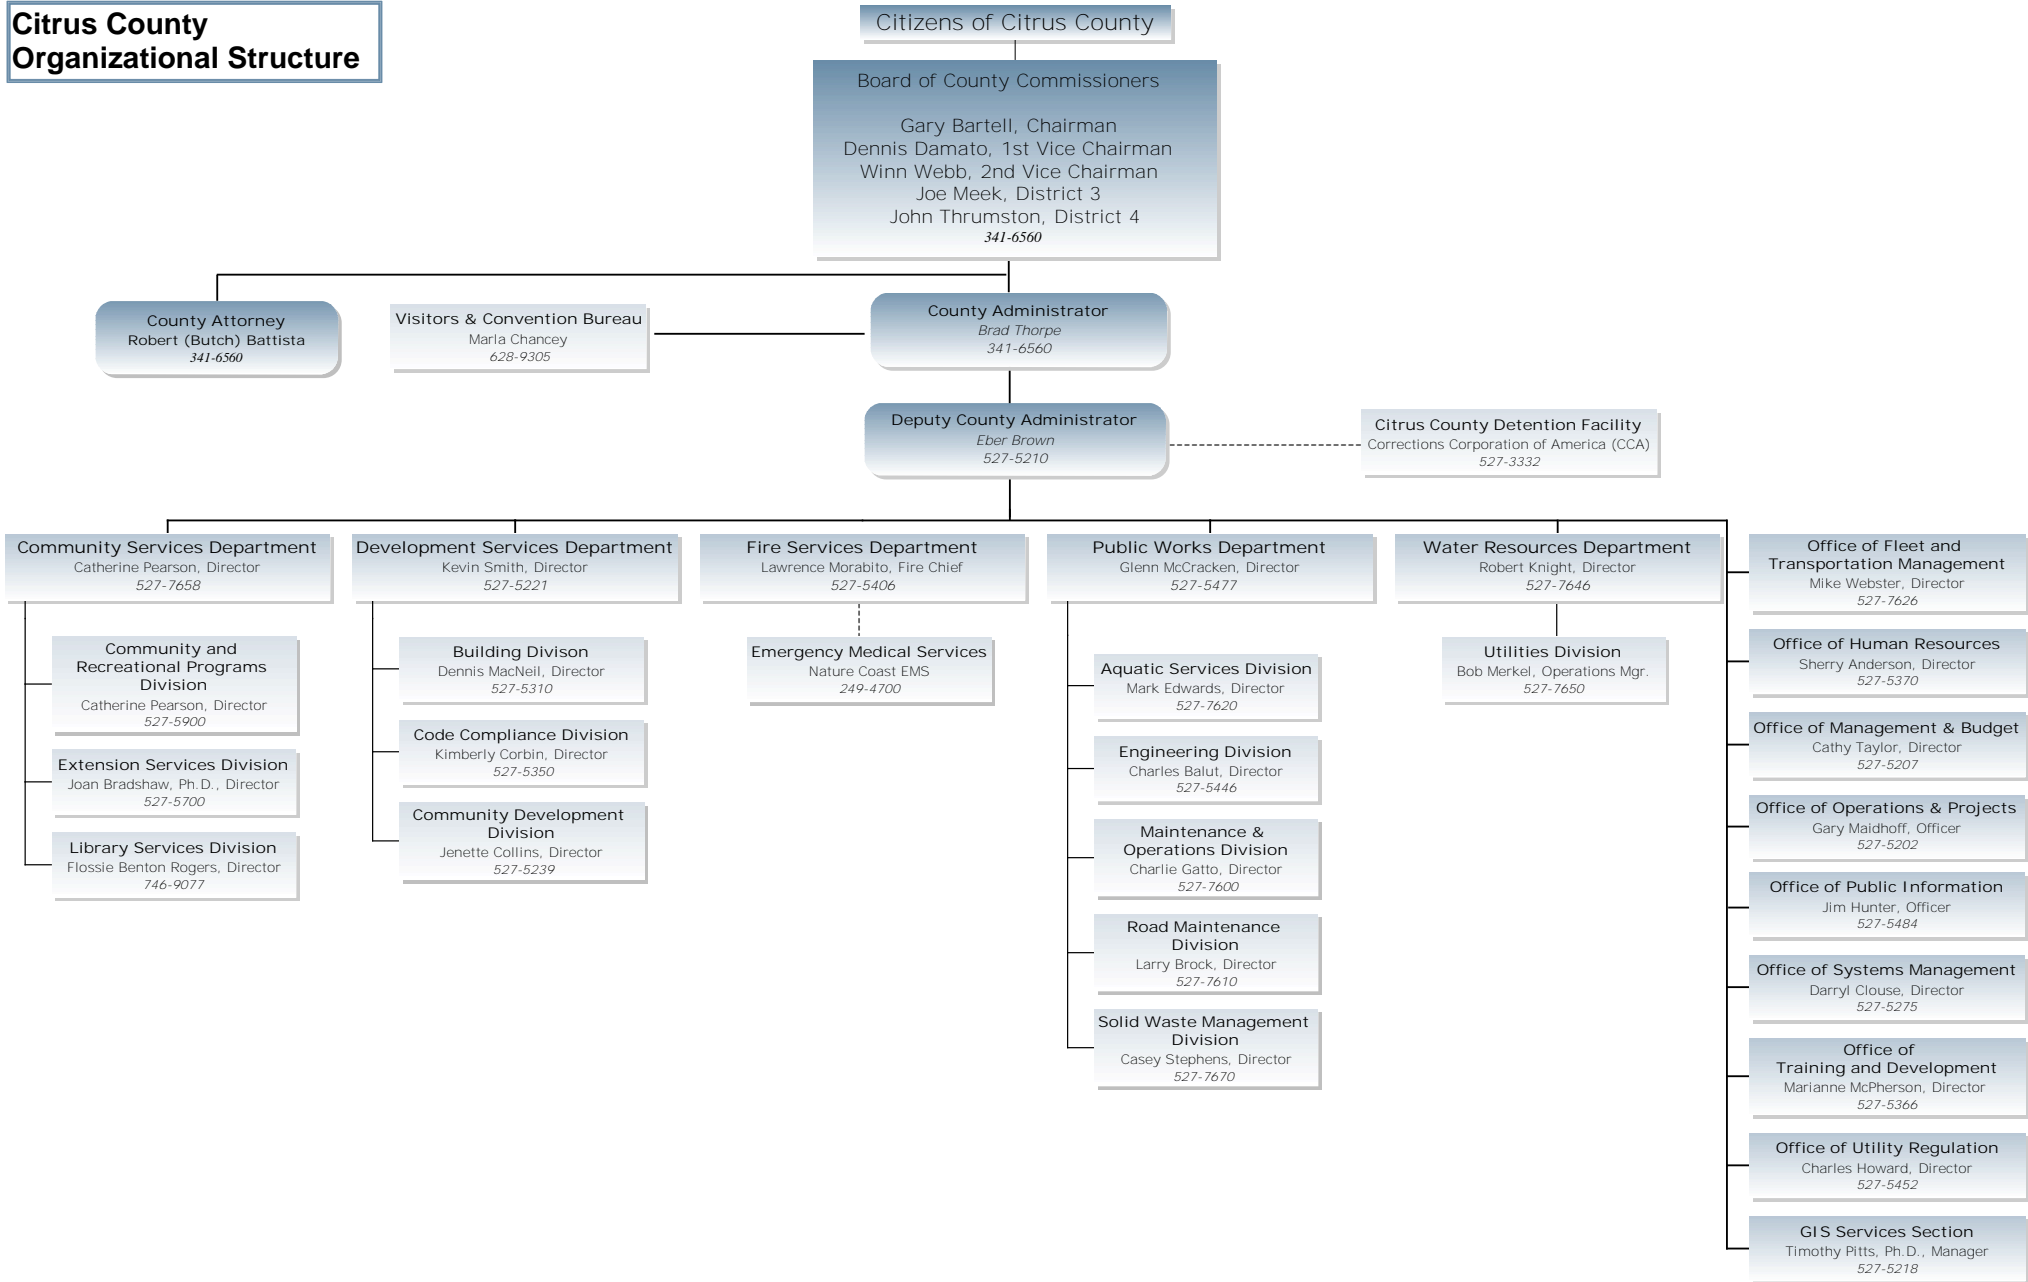 Citrus County
Organizational Structure
Citizens of Citrus County
Board of County Commissioners
Gary Bartell, Chairman
Dennis Damato, 1st Vice Chairman
Winn Webb, 2nd Vice Chairman
Joe Meek, District 3
John Thrumston, District 4
341-6560
County Attorney
Robert (Butch) Battista
341-6560
Visitors & Convention Bureau
Marla Chancey
628-9305
County Administrator
Brad Thorpe
341-6560
Deputy County Administrator
Eber Brown
527-5210
Citrus County Detention Facility
Corrections Corporation of America (CCA)
527-3332
Community Services Department
Catherine Pearson, Director
527-7658
Community and
Recreational Programs
Division
Catherine Pearson, Director
527-5900
Extension Services Division
Joan Bradshaw, Ph.D., Director
527-5700
Library Services Division
Flossie Benton Rogers, Director
746-9077
Development Services Department
Kevin Smith, Director
527-5221
Building Divison
Dennis MacNeil, Director
527-5310
Code Compliance Division
Kimberly Corbin, Director
527-5350
Community Development
Division
Jenette Collins, Director
527-5239
Fire Services Department
Lawrence Morabito, Fire Chief
527-5406
Emergency Medical Services
Nature Coast EMS
249-4700
Public Works Department
Glenn McCracken, Director
527-5477
Aquatic Services Division
Mark Edwards, Director
527-7620
Engineering Division
Charles Balut, Director
527-5446
Maintenance &
Operations Division
Charlie Gatto, Director
527-7600
Road Maintenance
Division
Larry Brock, Director
527-7610
Solid Waste Management
Division
Casey Stephens, Director
527-7670
Water Resources Department
Robert Knight, Director
527-7646
Utilities Division
Bob Merkel, Operations Mgr.
527-7650
Office of Fleet and
Transportation Management
Mike Webster, Director
527-7626
Office of Human Resources
Sherry Anderson, Director
527-5370
Office of Management & Budget
Cathy Taylor, Director
527-5207
Office of Operations & Projects
Gary Maidhoff, Officer
527-5202
Office of Public Information
Jim Hunter, Officer
527-5484
Office of Systems Management
Darryl Clouse, Director
527-5275
Office of
Training and Development
Marianne McPherson, Director
527-5366
Office of Utility Regulation
Charles Howard, Director
527-5452
GIS Services Section
Timothy Pitts, Ph.D., Manager
527-5218